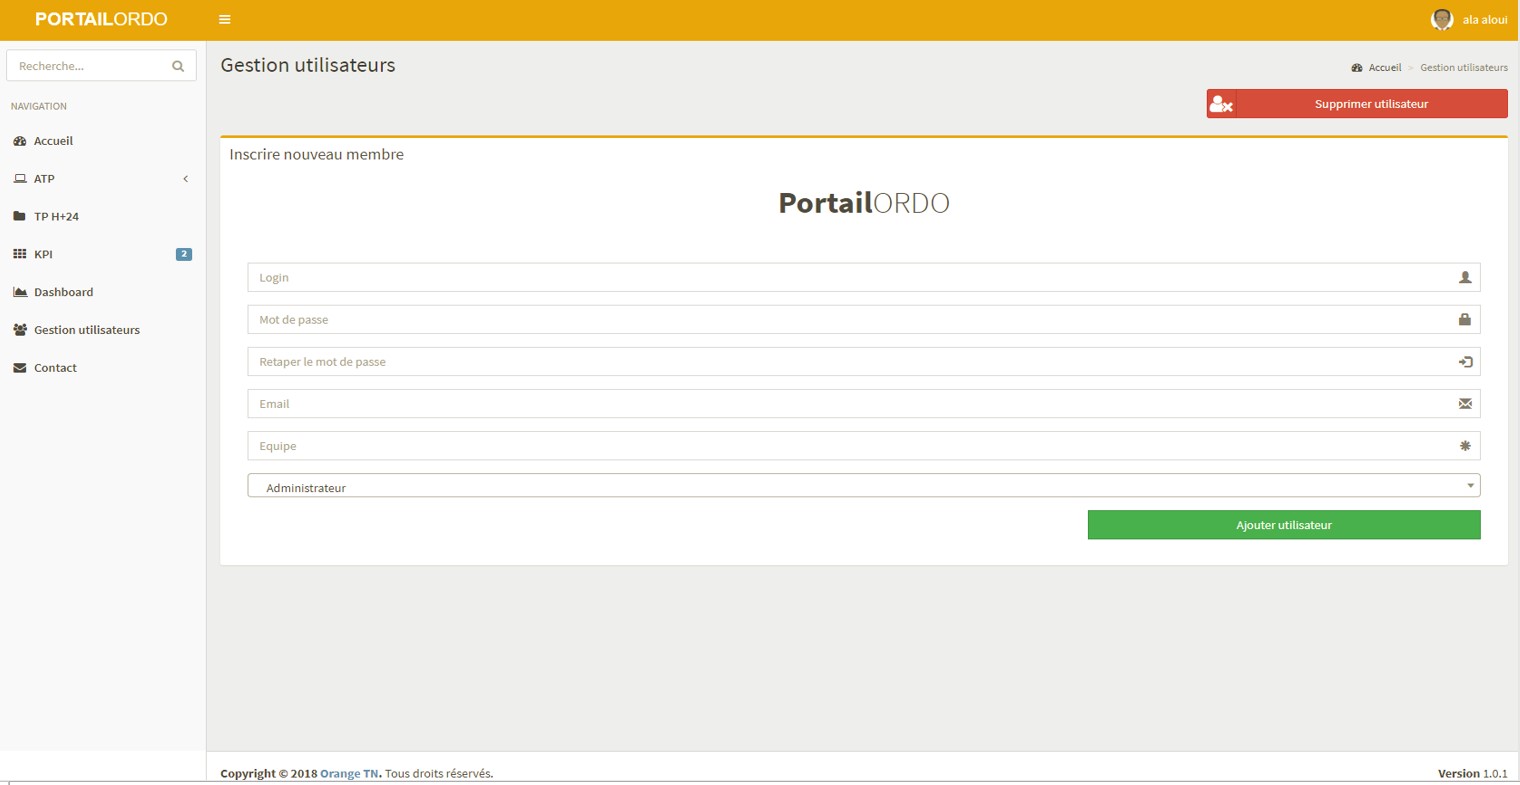 PORTAILORDO
ala aloui
Recherche...
NAVIGATION
Accueil
ATP
TP H+24
KPI 2
Dashboard
Gestion utilisateurs
Contact
Gestion utilisateurs
Accueil > Gestion utilisateurs
Supprimer utilisateur
Inscrire nouveau membre
PortailORDO
Login
Mot de passe
Retaper le mot de passe
Email
Equipe
Administrateur
Ajouter utilisateur
Copyright © 2018 Orange TN. Tous droits réservés.
Version 1.0.1